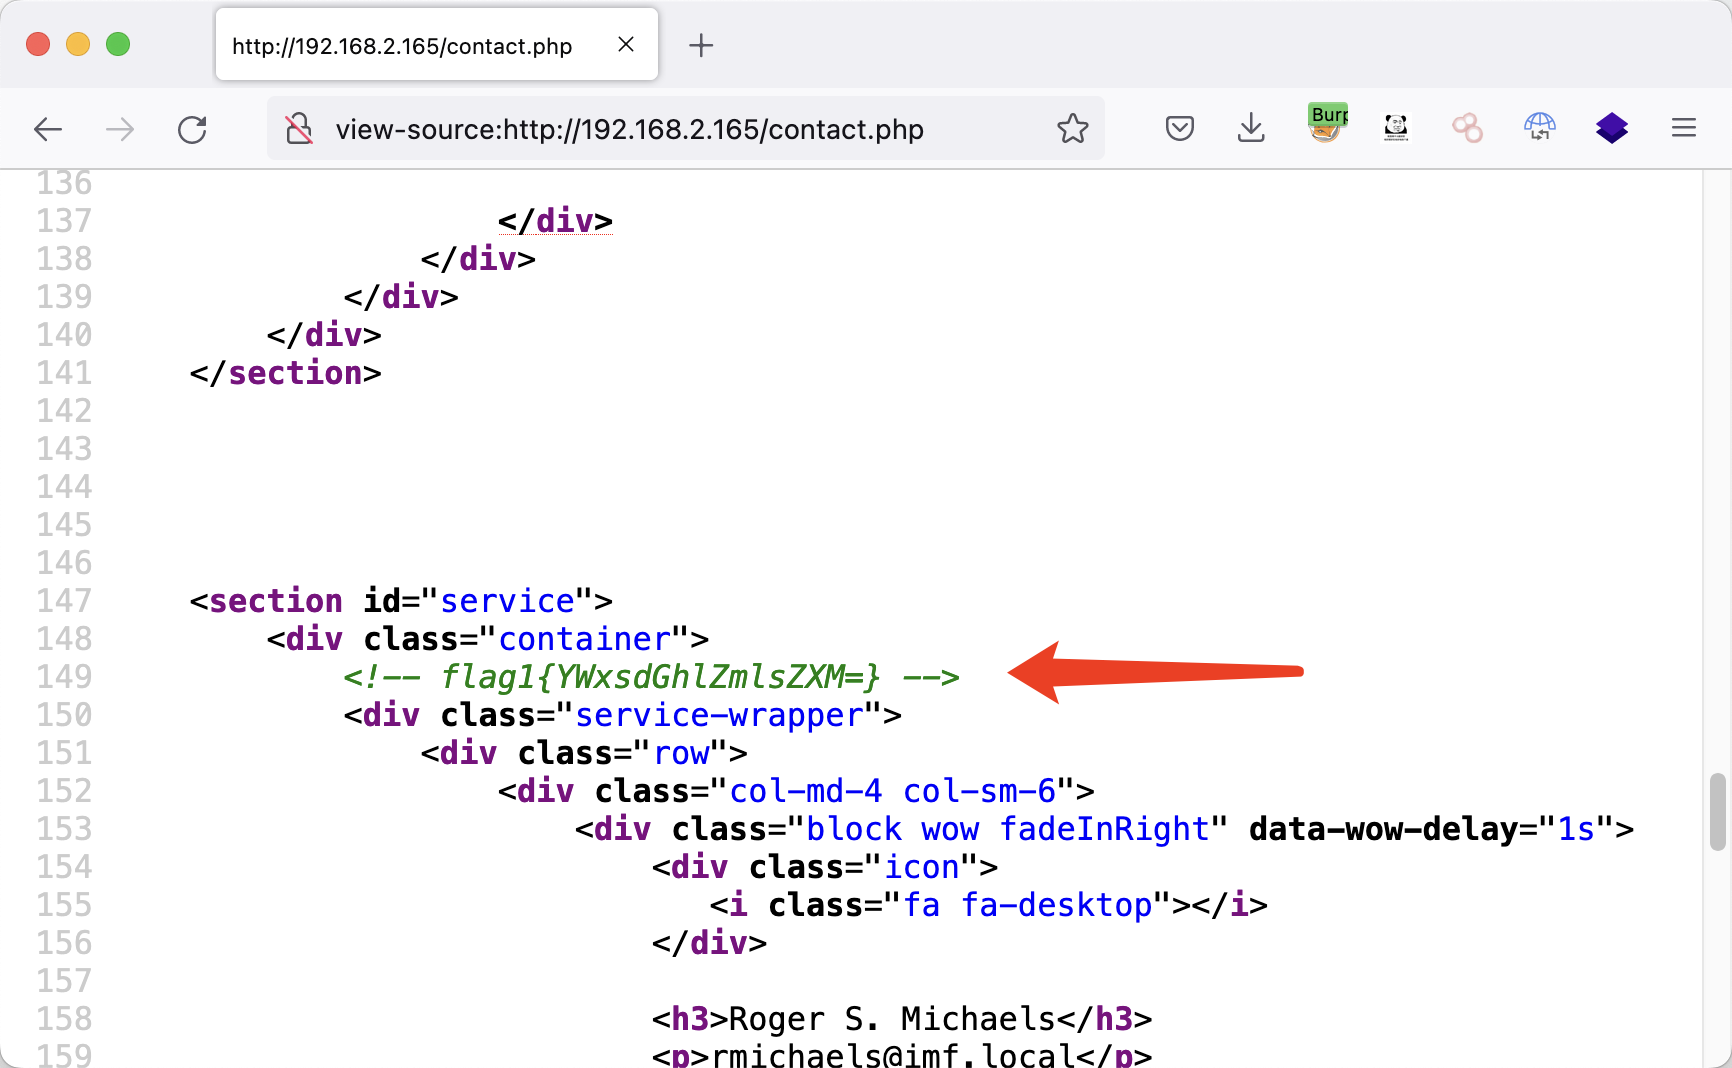 http://192.168.2.165/contact.php
view-source:http://192.168.2.165/contact.php
Burp
136
137 </div>
138 </div>
139 </div>
140 </div>
141 </section>
142
143
144
145
146
147 <section id="service">
148 <div class="container">
149 <!-- flag1{YWxsdGhlZmlsZXM=} -->
150 <div class="service-wrapper">
151 <div class="row">
152 <div class="col-md-4 col-sm-6">
153 <div class="block wow fadeInRight" data-wow-delay="1s">
154 <div class="icon">
155 <i class="fa fa-desktop"></i>
156 </div>
157
158 <h3>Roger S. Michaels</h3>
159 <p>rmichaels@imf.local</p>